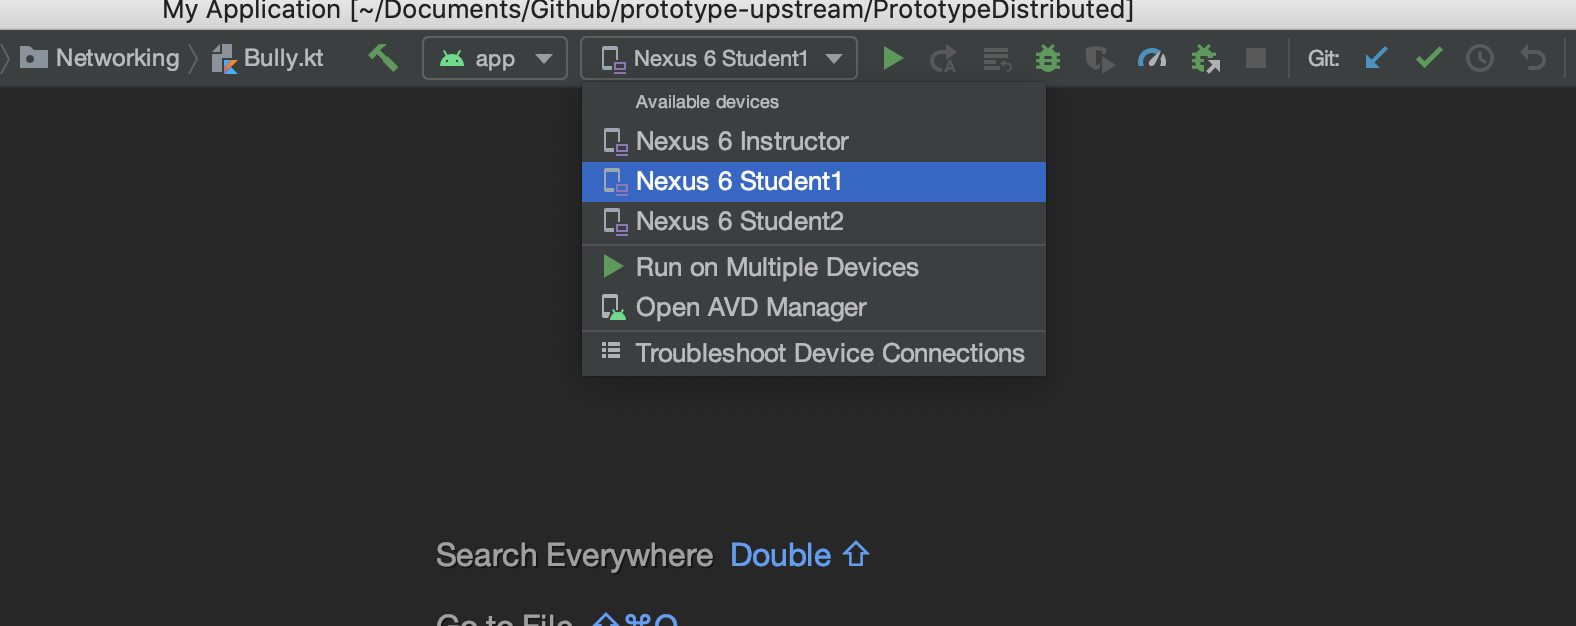 My Application [~/Documents/Github/prototype-upstream/PrototypeDistributed]
Networking Bully.kt app Nexus 6 Student1 Git:
Available devices
Nexus 6 Instructor
Nexus 6 Student1
Nexus 6 Student2
Run on Multiple Devices
Open AVD Manager
Troubleshoot Device Connections
Search Everywhere Double ⇧
Go to File ⇧⌘O